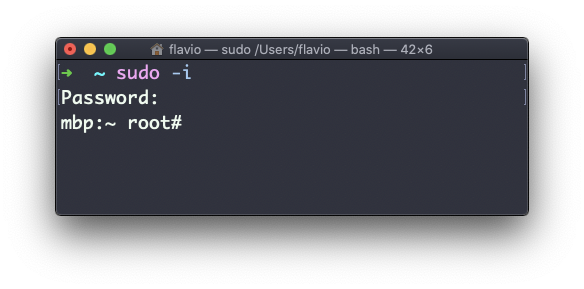 flavio — sudo /Users/flavio — bash — 42×6
[➜  ~ sudo -i ]
[Password: ]
mbp:~ root#